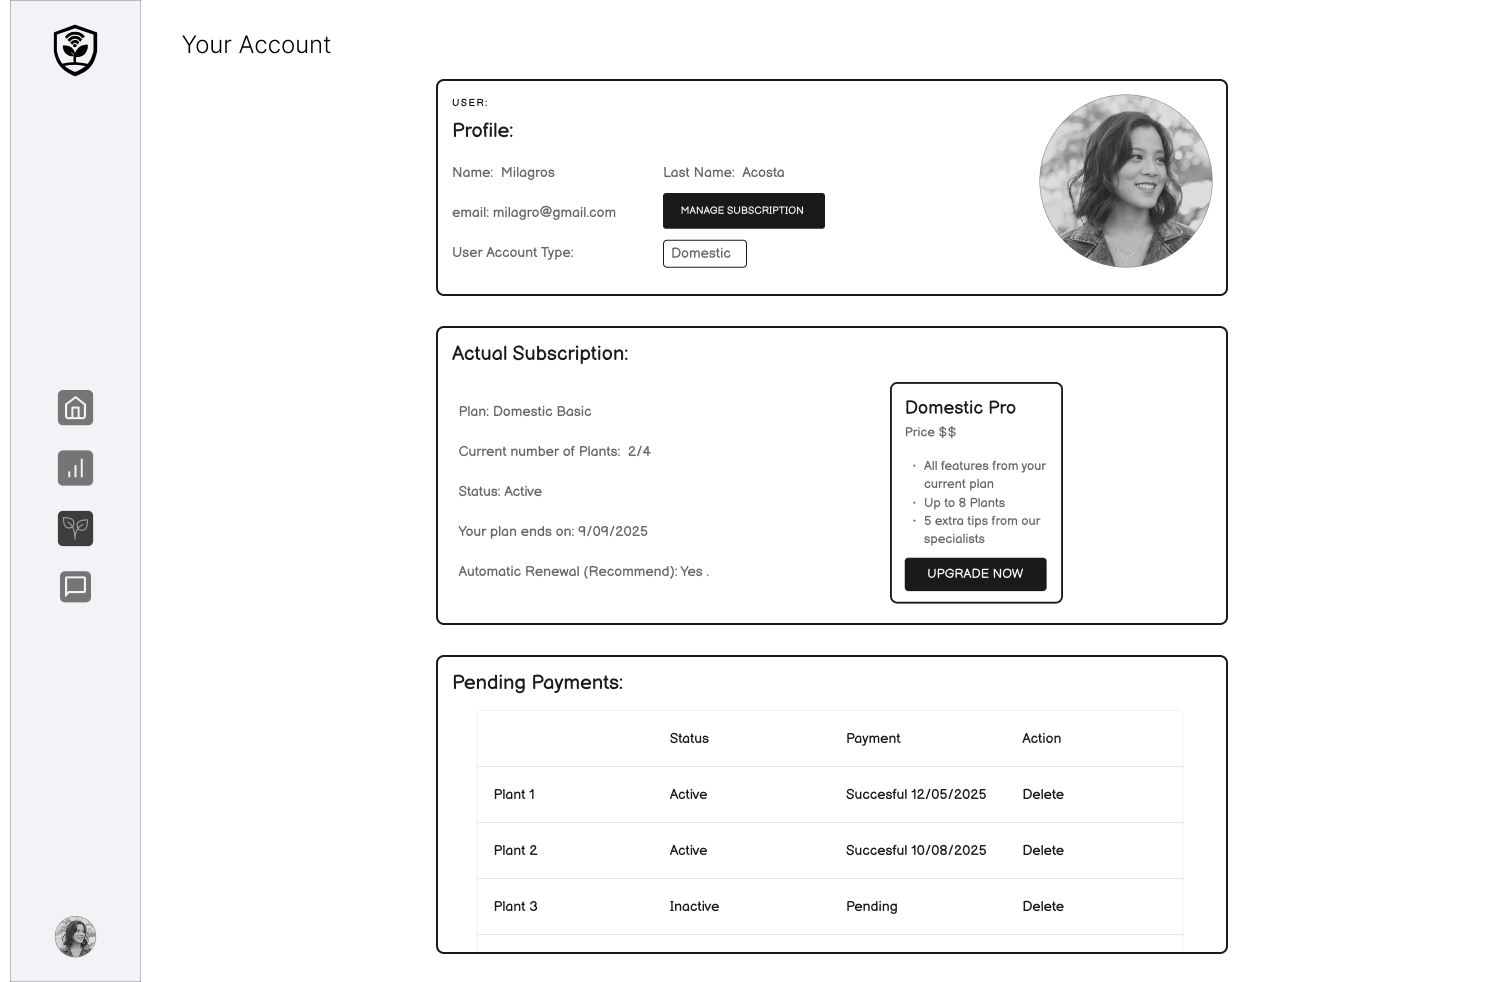 Your Account
USER:
Profile:
Name: Milagros
Last Name: Acosta
email: milagro@gmail.com
MANAGE SUBSCRIPTION
User Account Type:
Domestic
Actual Subscription:
Plan: Domestic Basic
Current number of Plants: 2/4
Status: Active
Your plan ends on: 9/09/2025
Automatic Renewal (Recommend): Yes .
Domestic Pro
Price $$
· All features from your
current plan
· Up to 8 Plants
· 5 extra tips from our
specialists
UPGRADE NOW
Pending Payments:
Status Payment Action
Plant 1 Active Succesful 12/05/2025 Delete
Plant 2 Active Succesful 10/08/2025 Delete
Plant 3 Inactive Pending Delete